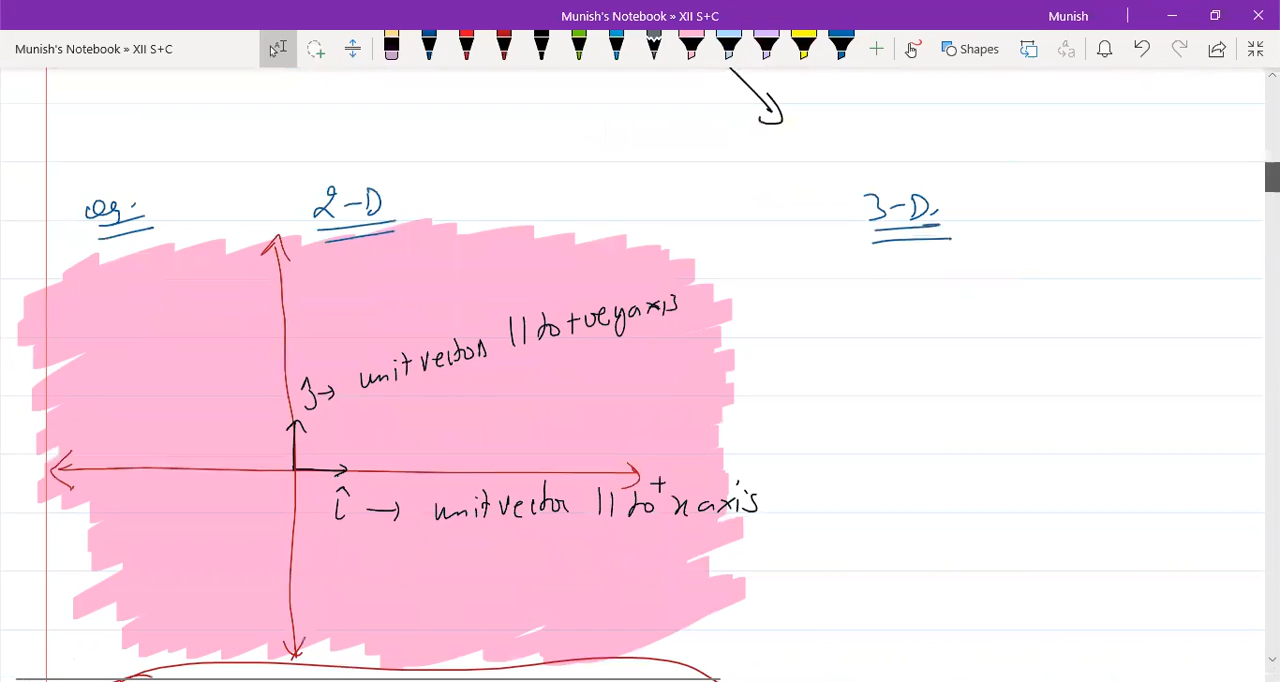 Munish's Notebook » XII S+C
Munish
Munish's Notebook » XII S+C
Shapes
eg.
2-D
3-D.
ĵ → unit vector || to +ve y axis
î → unit vector || to + x axis